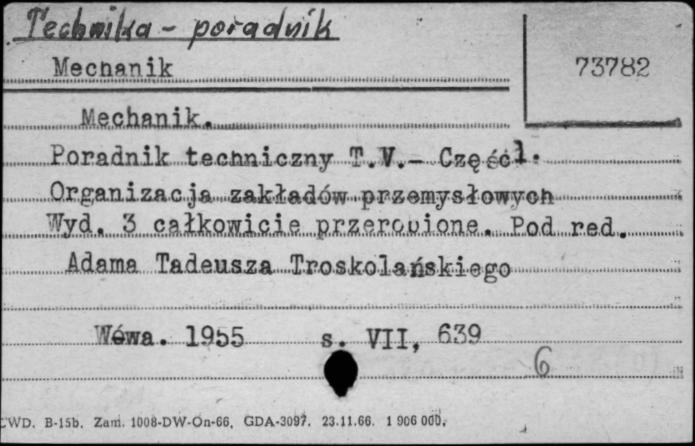 Technika - poradnik
Mechanik
73782
Mechanik.
Poradnik techniczny T.V.- Część 1.
Organizacja zakładów przemysłowych
Wyd. 3 całkowicie przerobione. Pod red.
Adama Tadeusza Troskolańskiego
Wówa. 1955 s. VII, 639
6
CWD. B-15b. Zam. 1008-DW-On-66. GDA-3097. 23.11.66. 1 906 000.